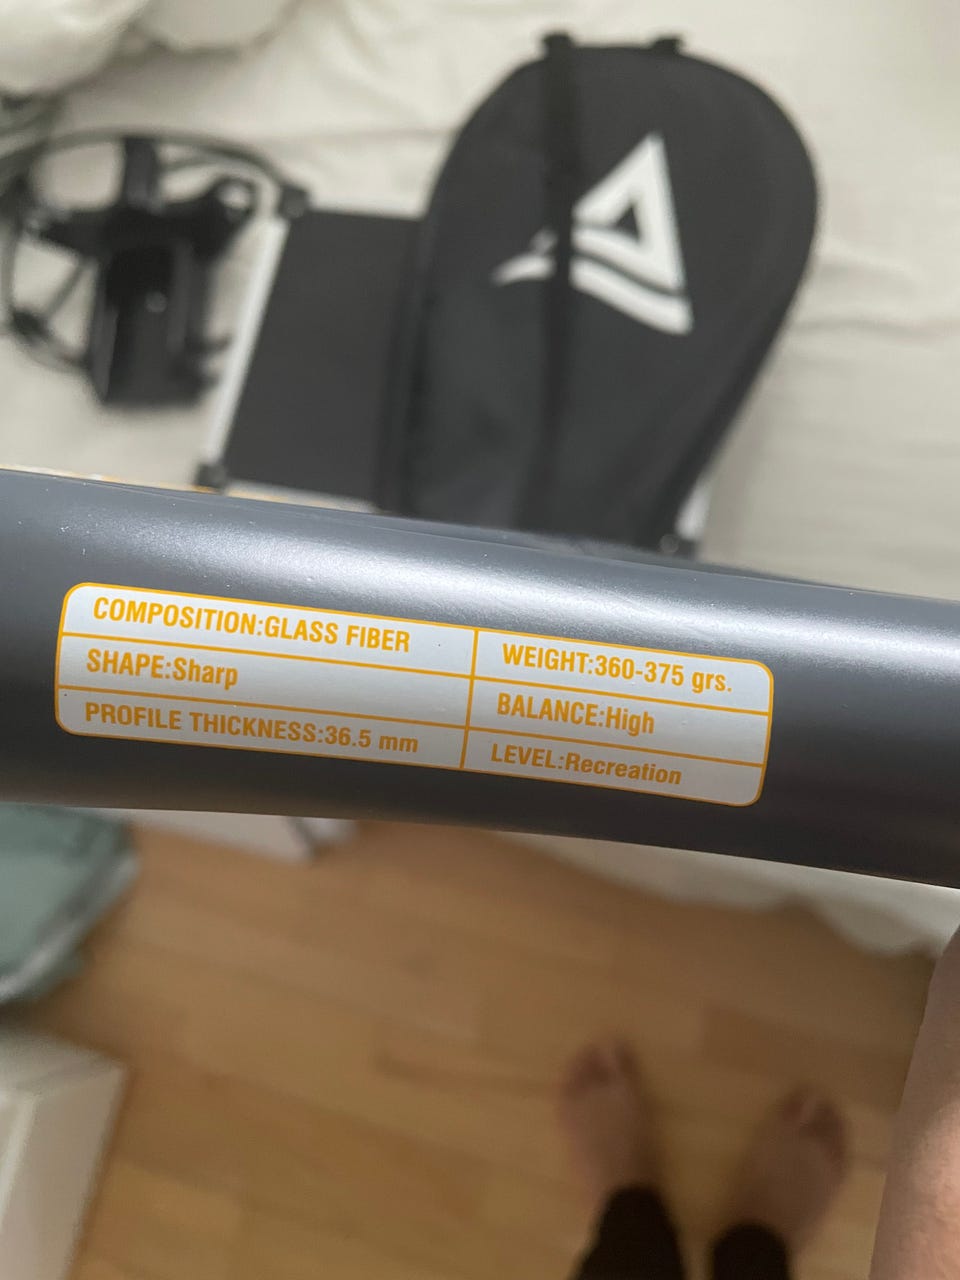 COMPOSITION:GLASS FIBER
WEIGHT:360-375 grs.
SHAPE:Sharp
BALANCE:High
PROFILE THICKNESS:36.5 mm
LEVEL:Recreation